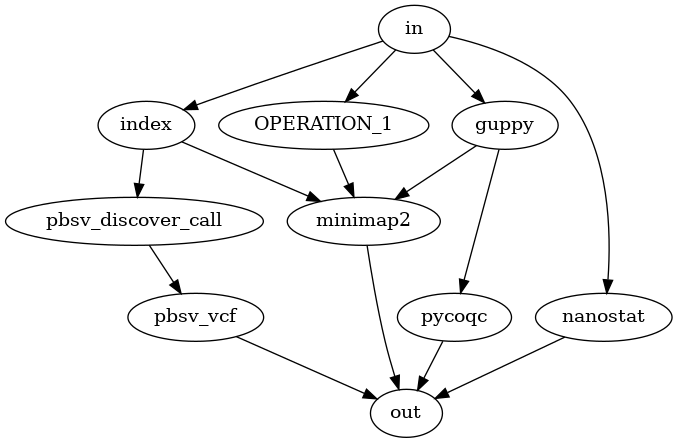 in
index
OPERATION_1
guppy
pbsv_discover_call
minimap2
pbsv_vcf
pycoqc
nanostat
out